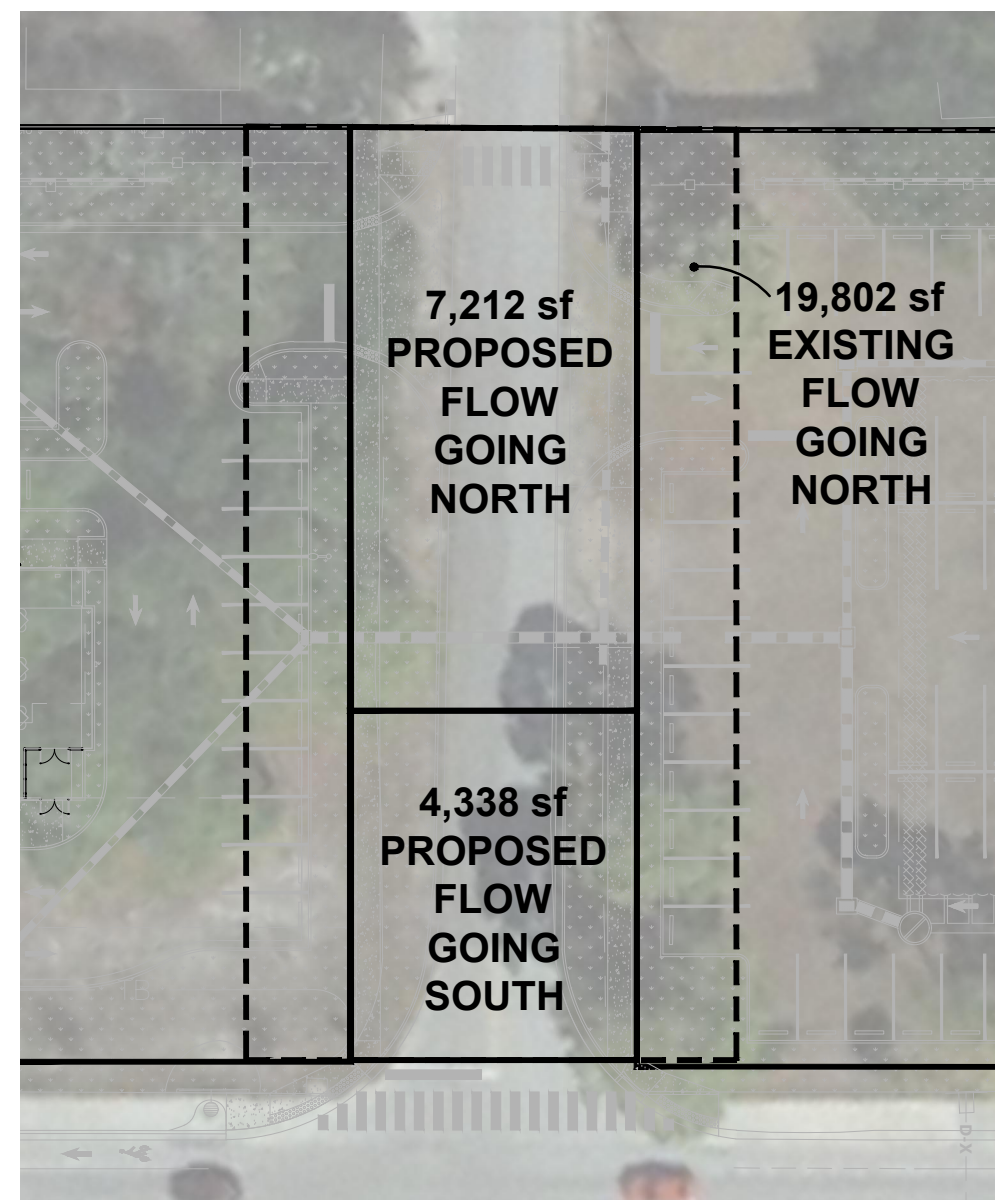 7,212 sf
PROPOSED
FLOW
GOING
NORTH
19,802 sf
EXISTING
FLOW
GOING
NORTH
4,338 sf
PROPOSED
FLOW
GOING
SOUTH
D-X